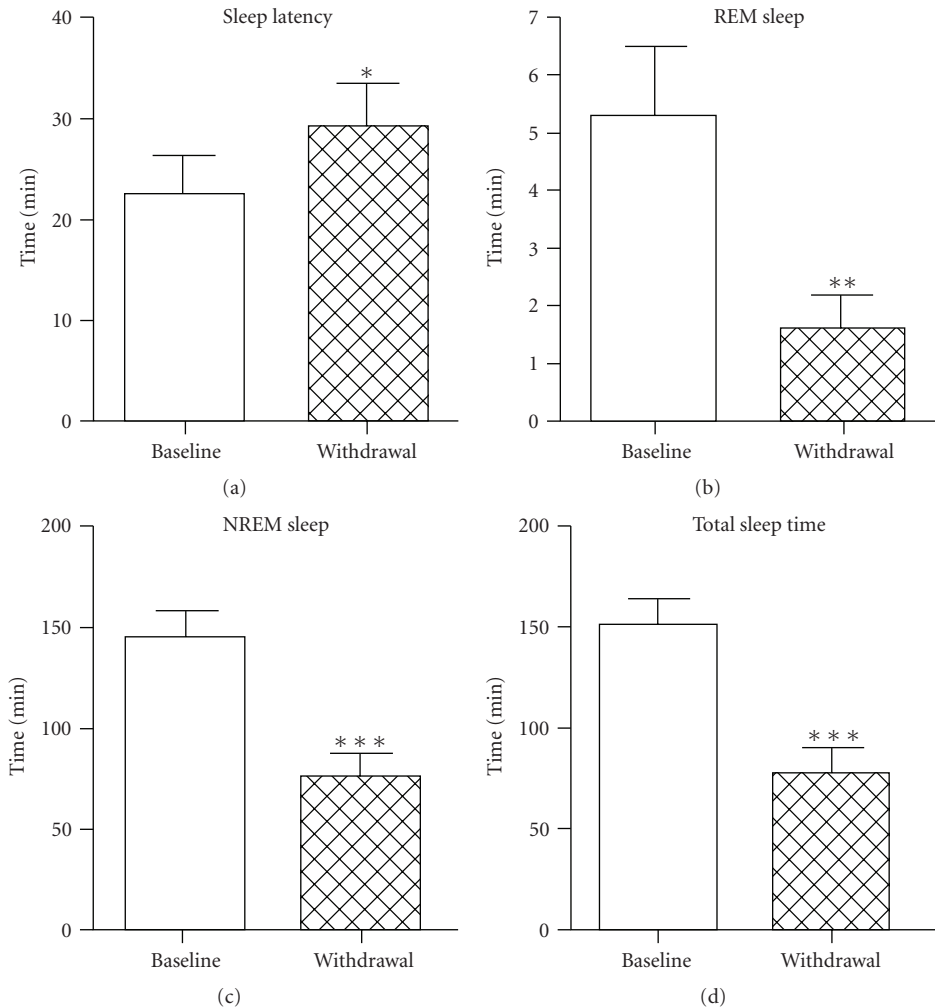 Sleep latency
40
30
20
10
0
Time (min)
*
Baseline Withdrawal
(a)
REM sleep
7
6
5
4
3
2
1
0
Time (min)
**
Baseline Withdrawal
(b)
NREM sleep
200
150
100
50
0
Time (min)
***
Baseline Withdrawal
(c)
Total sleep time
200
150
100
50
0
Time (min)
***
Baseline Withdrawal
(d)